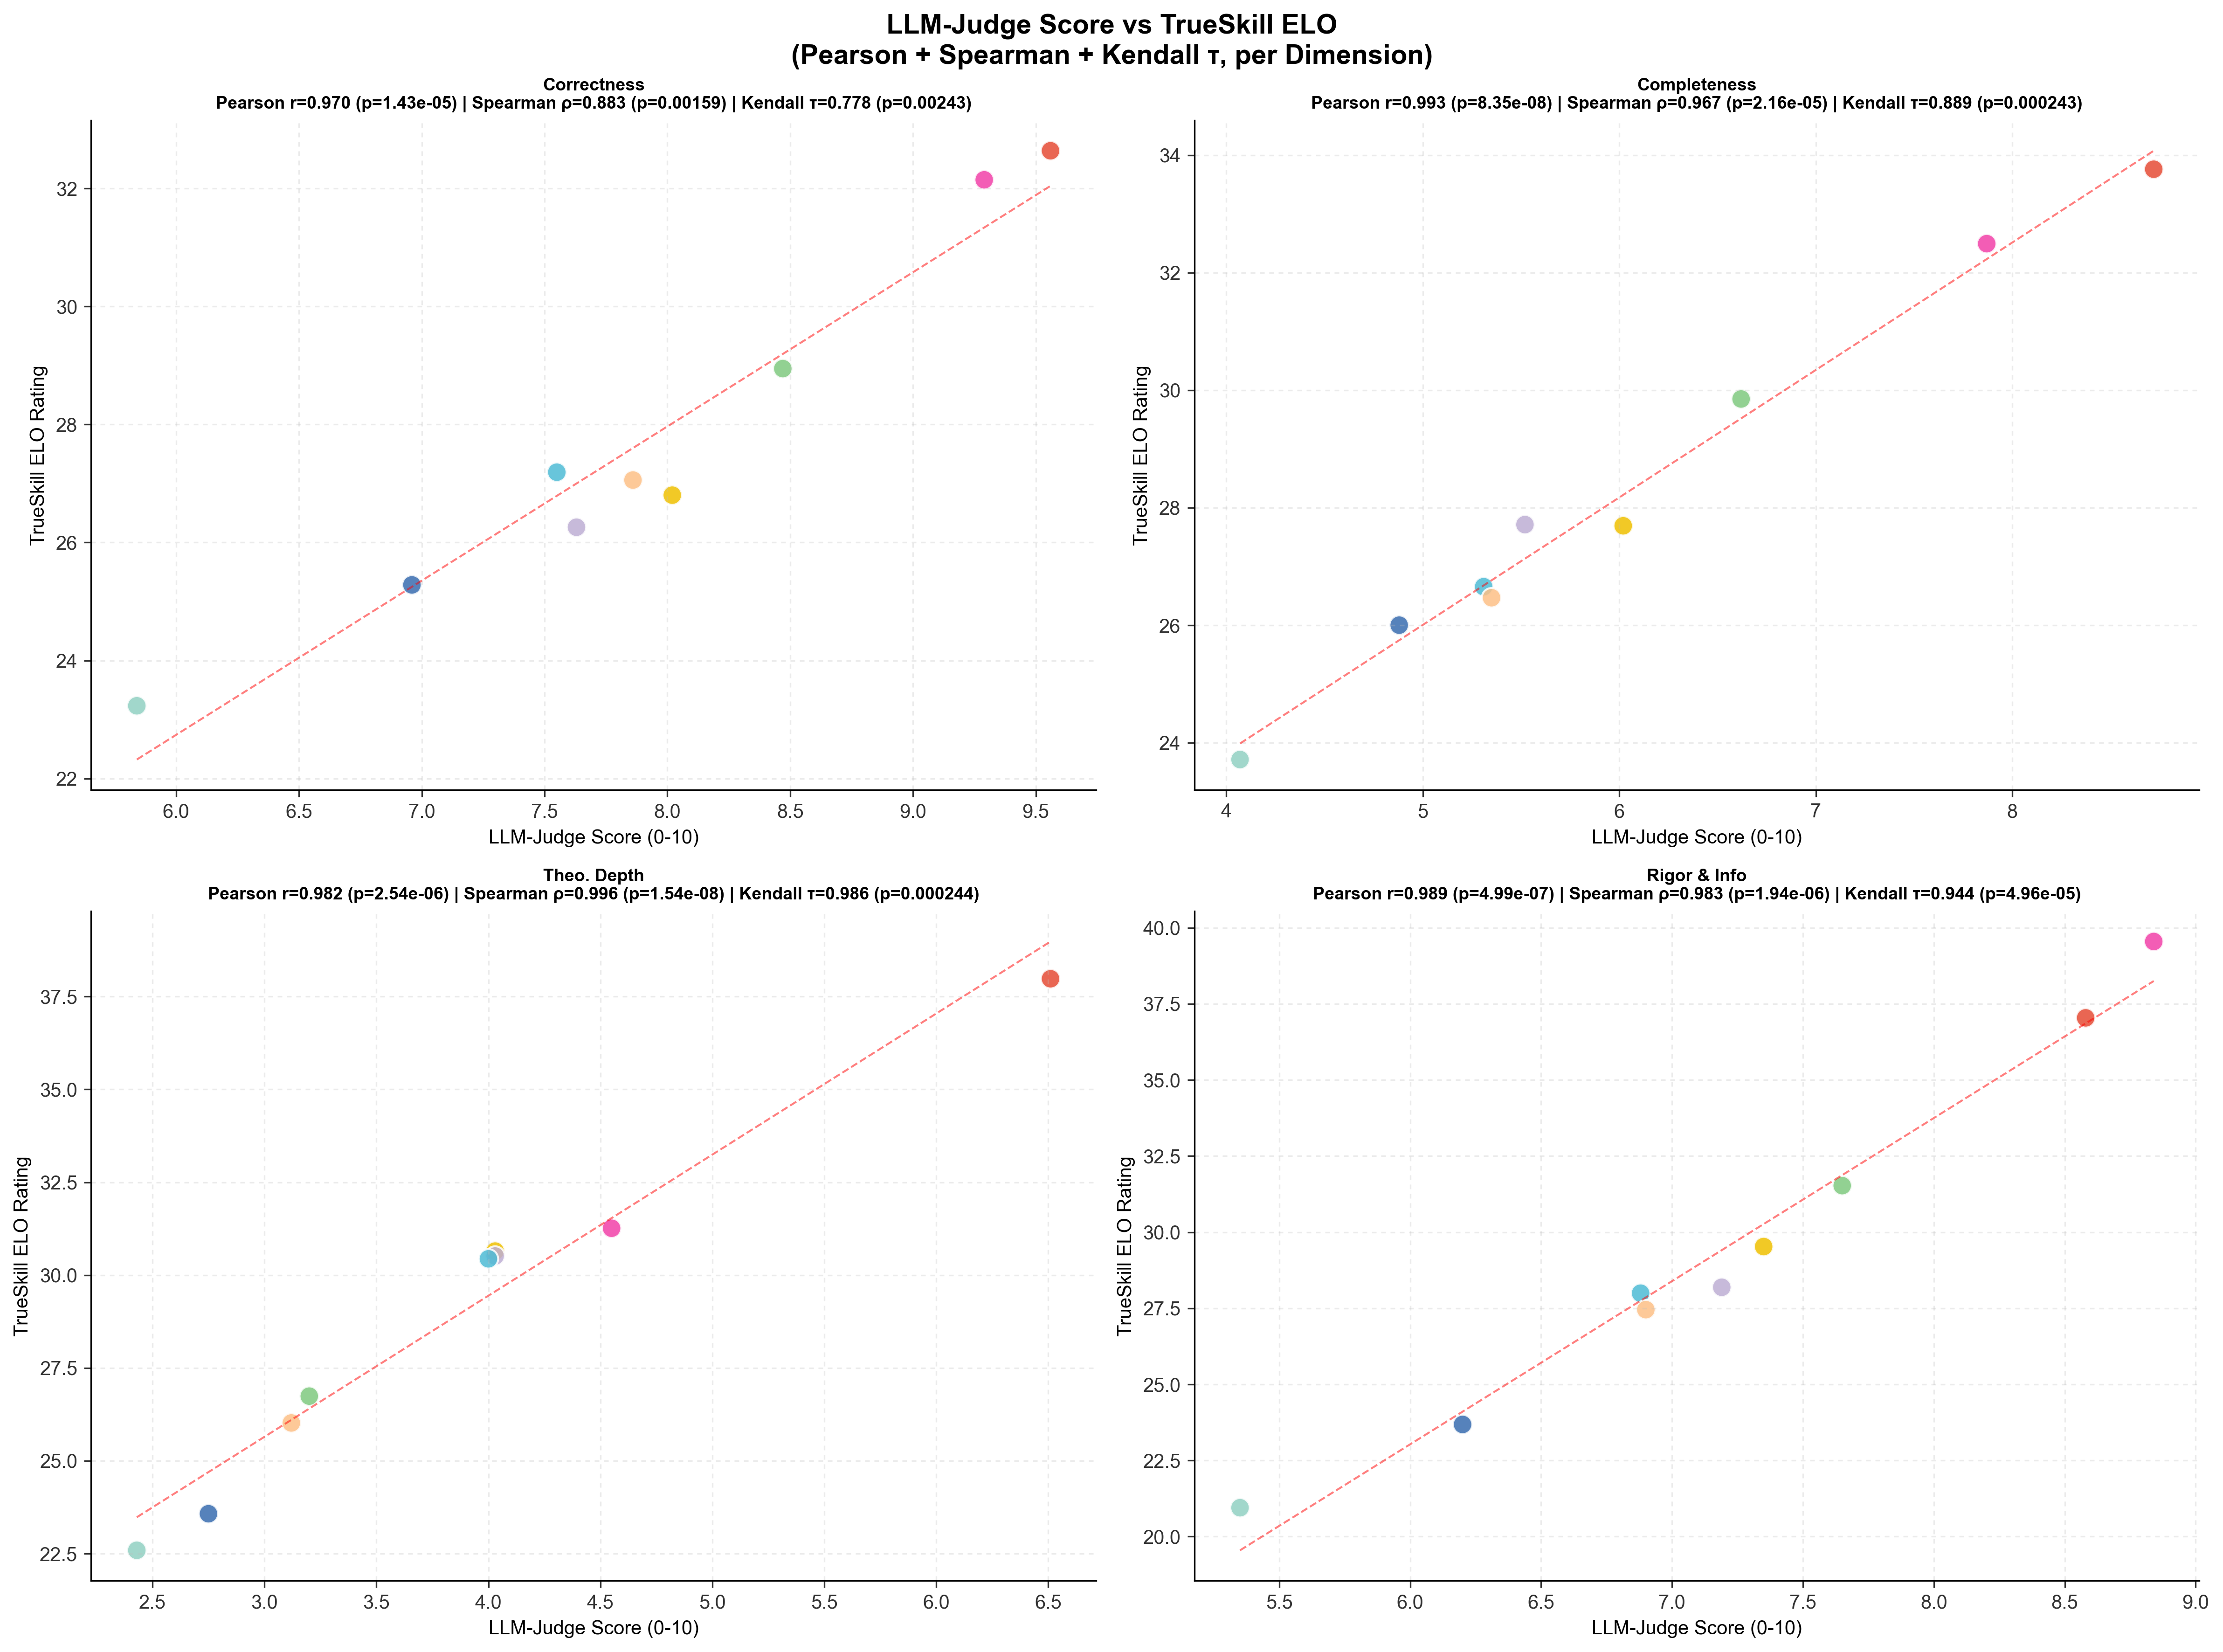 LLM-Judge Score vs TrueSkill ELO
(Pearson + Spearman + Kendall τ, per Dimension)
Correctness
Pearson r=0.970 (p=1.43e-05) | Spearman ρ=0.883 (p=0.00159) | Kendall τ=0.778 (p=0.00243)
TrueSkill ELO Rating
32
30
28
26
24
22
6.0 6.5 7.0 7.5 8.0 8.5 9.0 9.5
LLM-Judge Score (0-10)
Completeness
Pearson r=0.993 (p=8.35e-08) | Spearman ρ=0.967 (p=2.16e-05) | Kendall τ=0.889 (p=0.000243)
TrueSkill ELO Rating
34
32
30
28
26
24
4 5 6 7 8
LLM-Judge Score (0-10)
Theo. Depth
Pearson r=0.982 (p=2.54e-06) | Spearman ρ=0.996 (p=1.54e-08) | Kendall τ=0.986 (p=0.000244)
TrueSkill ELO Rating
37.5
35.0
32.5
30.0
27.5
25.0
22.5
2.5 3.0 3.5 4.0 4.5 5.0 5.5 6.0 6.5
LLM-Judge Score (0-10)
Rigor & Info
Pearson r=0.989 (p=4.99e-07) | Spearman ρ=0.983 (p=1.94e-06) | Kendall τ=0.944 (p=4.96e-05)
TrueSkill ELO Rating
40.0
37.5
35.0
32.5
30.0
27.5
25.0
22.5
20.0
5.5 6.0 6.5 7.0 7.5 8.0 8.5 9.0
LLM-Judge Score (0-10)